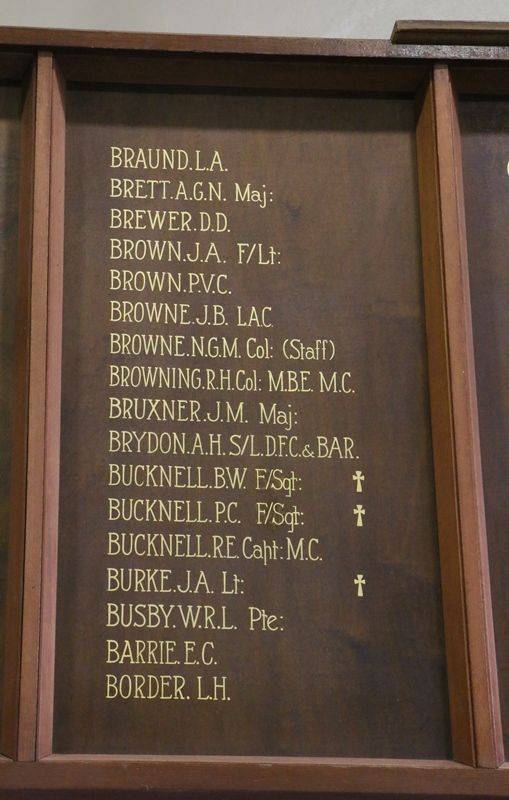 BRAUND.L.A.
BRETT.A.G.N. Maj:
BREWER.D.D.
BROWN.J.A. F/Lt:
BROWN.P.V.C.
BROWNE.J.B. LAC
BROWNE.N.G.M. Col: (Staff)
BROWNING.R.H.Col: M.B.E. M.C.
BRUXNER.J.M. Maj:
BRYDON.A.H. S/L.D.F.C.& BAR.
BUCKNELL.B.W. F/Sgt: ✝
BUCKNELL.P.C. F/Sgt: ✝
BUCKNELL.R.E. Capt: M.C.
BURKE.J.A. Lt: ✝
BUSBY.W.R.L. Pte:
BARRIE.E.C.
BORDER. L.H.